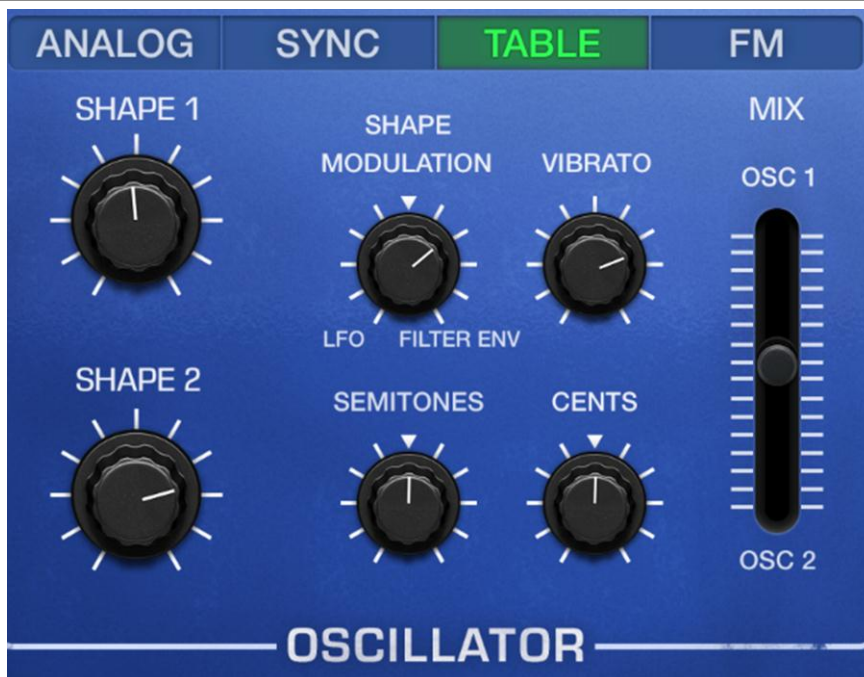 ANALOG
SYNC
TABLE
FM
SHAPE 1
SHAPE
MODULATION
VIBRATO
MIX
OSC 1
LFO
FILTER ENV
SHAPE 2
SEMITONES
CENTS
OSC 2
OSCILLATOR